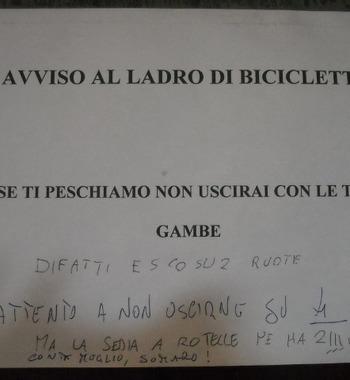 AVVISO AL LADRO DI BICICLETT
SE TI PESCHIAMO NON USCIRAI CON LE T
GAMBE
DIFATTI ESCO SU 2 RUOTE
ATTENTO A NON USCIRNE SU 4
MA LA SEDIA A ROTELLE NE HA 2!!!
CONTA MEGLIO, SOMARO!